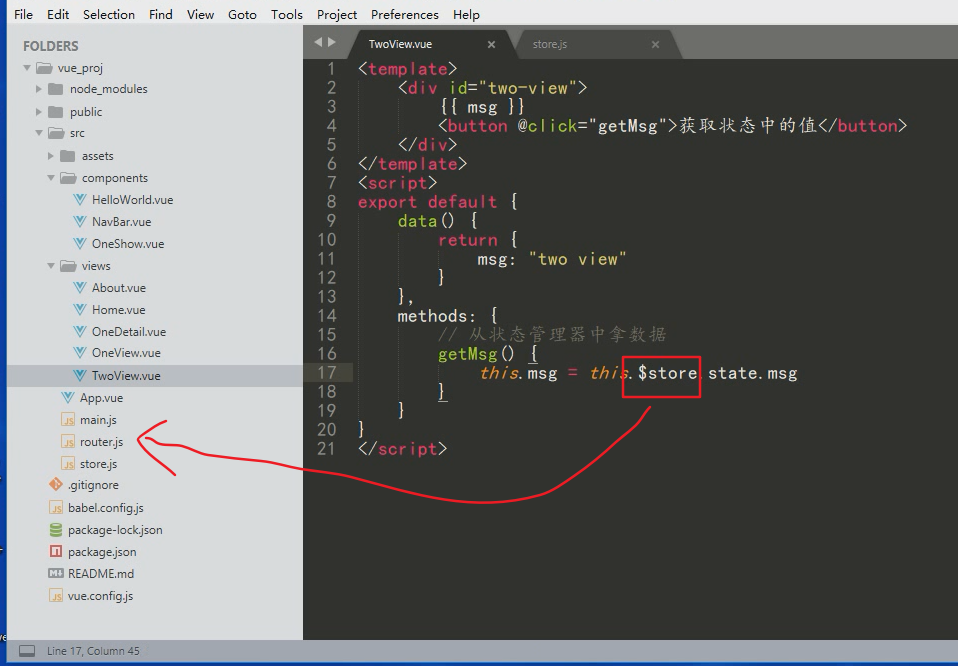 File Edit Selection Find View Goto Tools Project Preferences Help
FOLDERS
vue_proj
node_modules
public
src
assets
components
HelloWorld.vue
NavBar.vue
OneShow.vue
views
About.vue
Home.vue
OneDetail.vue
OneView.vue
TwoView.vue
App.vue
JS main.js
JS router.js
JS store.js
.gitignore
JS babel.config.js
package-lock.json
package.json
README.md
JS vue.config.js
TwoView.vue × store.js ×
1 <template>
2 <div id="two-view">
3 {{ msg }}
4 <button @click="getMsg">获取状态中的值</button>
5 </div>
6 </template>
7 <script>
8 export default {
9 data() {
10 return {
11 msg: "two view"
12 }
13 },
14 methods: {
15 // 从状态管理器中拿数据
16 getMsg() {
17 this.msg = this.$store.state.msg
18 }
19 }
20 }
21 </script>
Line 17, Column 45